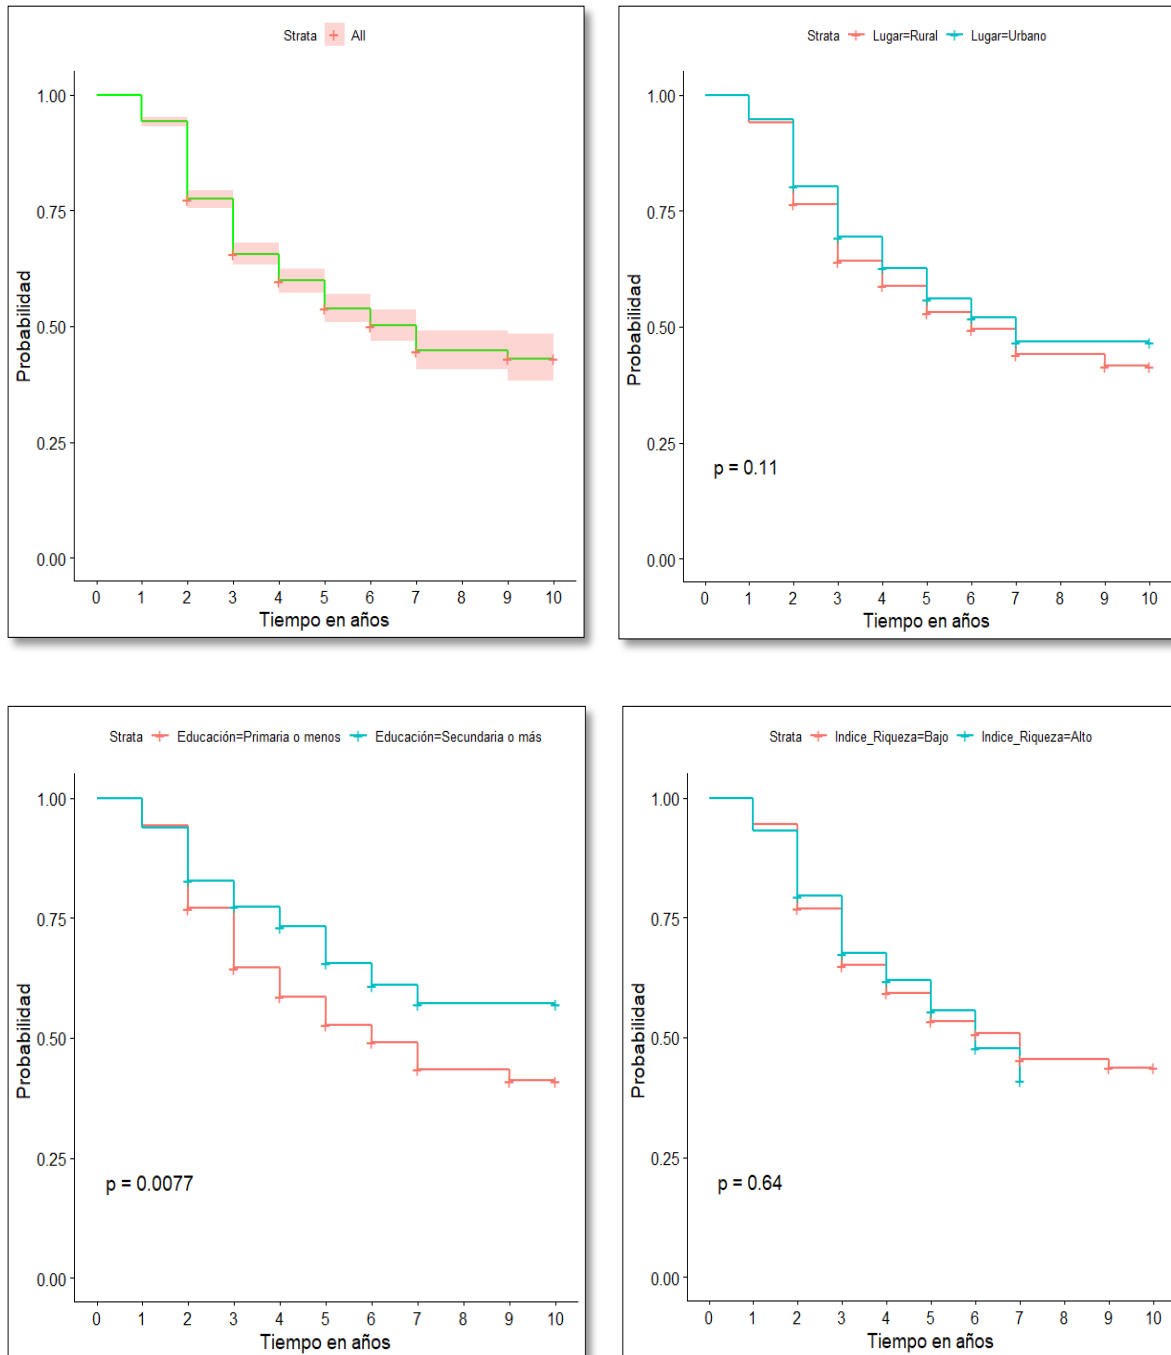 Strata All
1.00
0.75
0.50
0.25
0.00
Probabilidad
0 1 2 3 4 5 6 7 8 9 10
Tiempo en años
Strata Lugar=Rural Lugar=Urbano
1.00
0.75
0.50
0.25
0.00
Probabilidad
p = 0.11
0 1 2 3 4 5 6 7 8 9 10
Tiempo en años
Strata Educación=Primaria o menos Educación=Secundaria o más
1.00
0.75
0.50
0.25
0.00
Probabilidad
p = 0.0077
0 1 2 3 4 5 6 7 8 9 10
Tiempo en años
Strata Indice_Riqueza=Bajo Indice_Riqueza=Alto
1.00
0.75
0.50
0.25
0.00
Probabilidad
p = 0.64
0 1 2 3 4 5 6 7 8 9 10
Tiempo en años